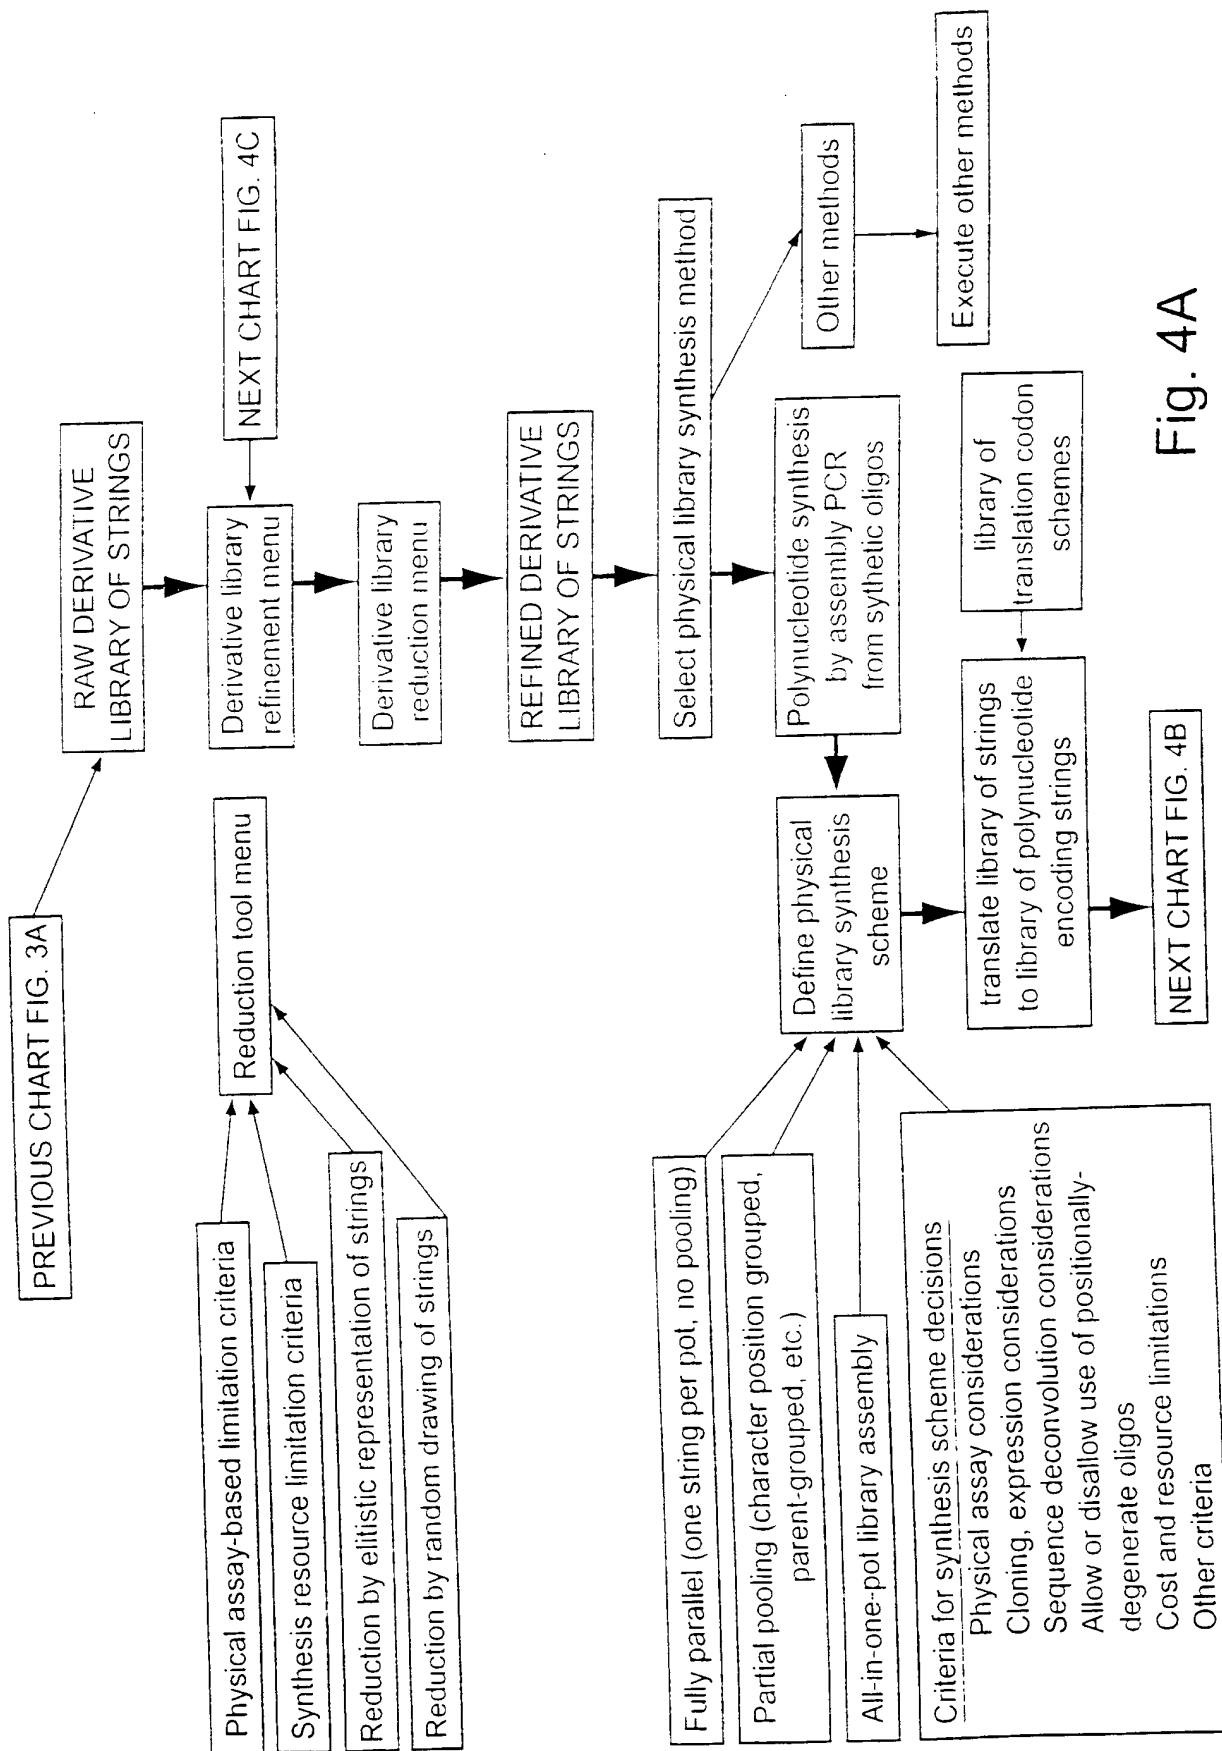 PREVIOUS CHART FIG. 3A
RAW DERIVATIVE
LIBRARY OF STRINGS
Physical assay-based limitation criteria
Synthesis resource limitation criteria
Reduction by elitistic representation of strings
Reduction by random drawing of strings
Reduction tool menu
Derivative library
refinement menu
NEXT CHART FIG. 4C
Derivative library
reduction menu
REFINED DERIVATIVE
LIBRARY OF STRINGS
Select physical library synthesis method
Fully parallel (one string per pot, no pooling)
Partial pooling (character position grouped,
parent-grouped, etc.)
All-in-one-pot library assembly
Define physical
library synthesis
scheme
Polynucleotide synthesis
by assembly PCR
from sythetic oligos
Other methods
Execute other methods
Criteria for synthesis scheme decisions
Physical assay considerations
Cloning, expression considerations
Sequence deconvolution considerations
Allow or disallow use of positionally-
degenerate oligos
Cost and resource limitations
Other criteria
translate library of strings
to library of polynucleotide
encoding strings
library of
translation codon
schemes
NEXT CHART FIG. 4B
Fig. 4A